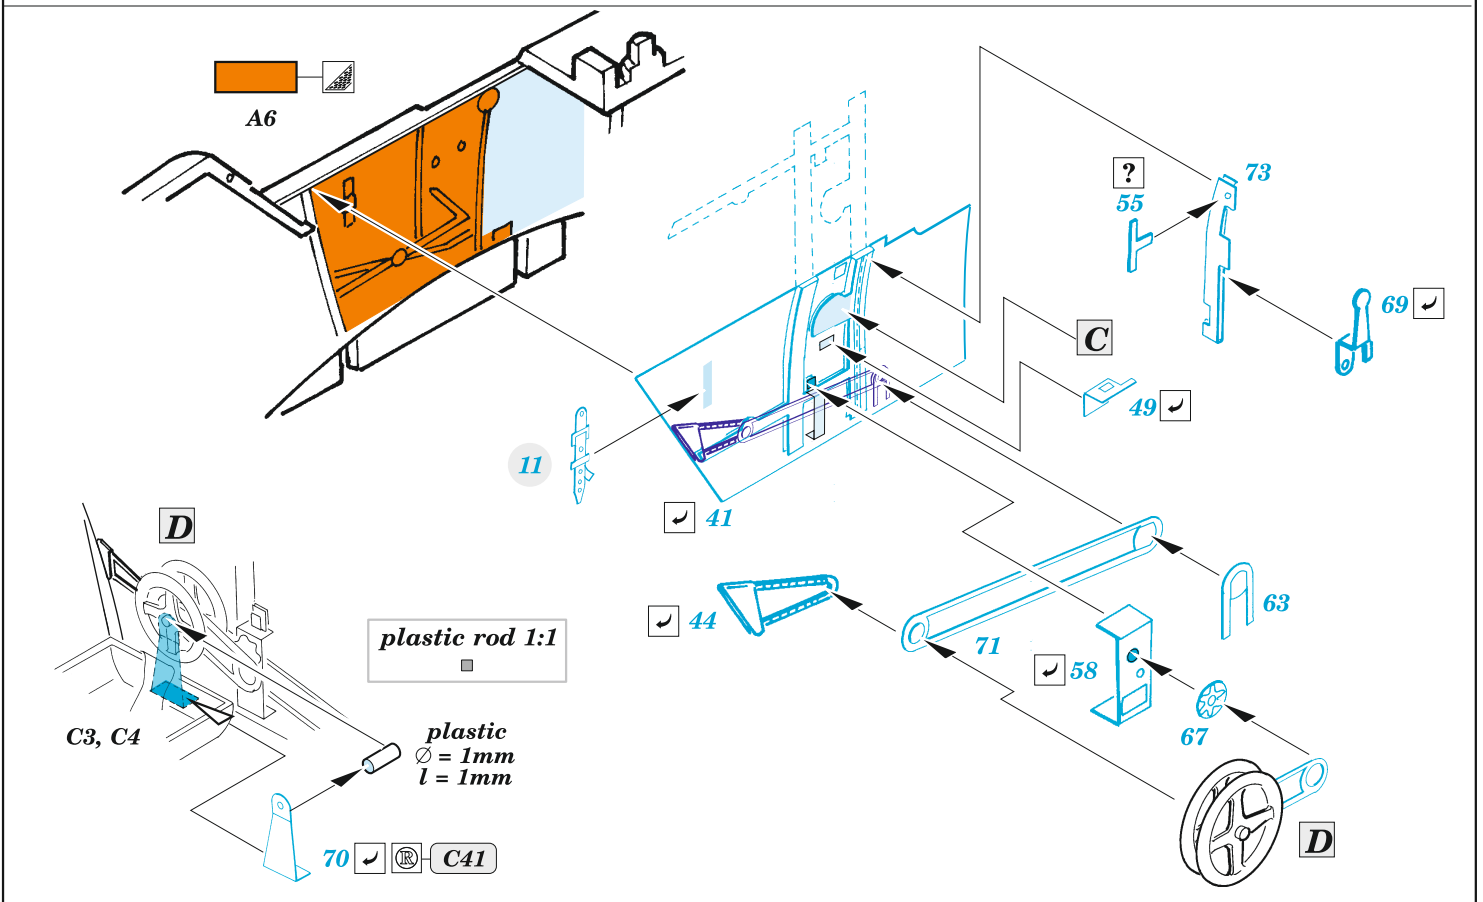 A6
?
55
73
69
C
49
11
41
D
44
63
plastic rod 1:1
71
58
C3, C4
plastic
Ø = 1mm
l = 1mm
67
D
70 ® C41